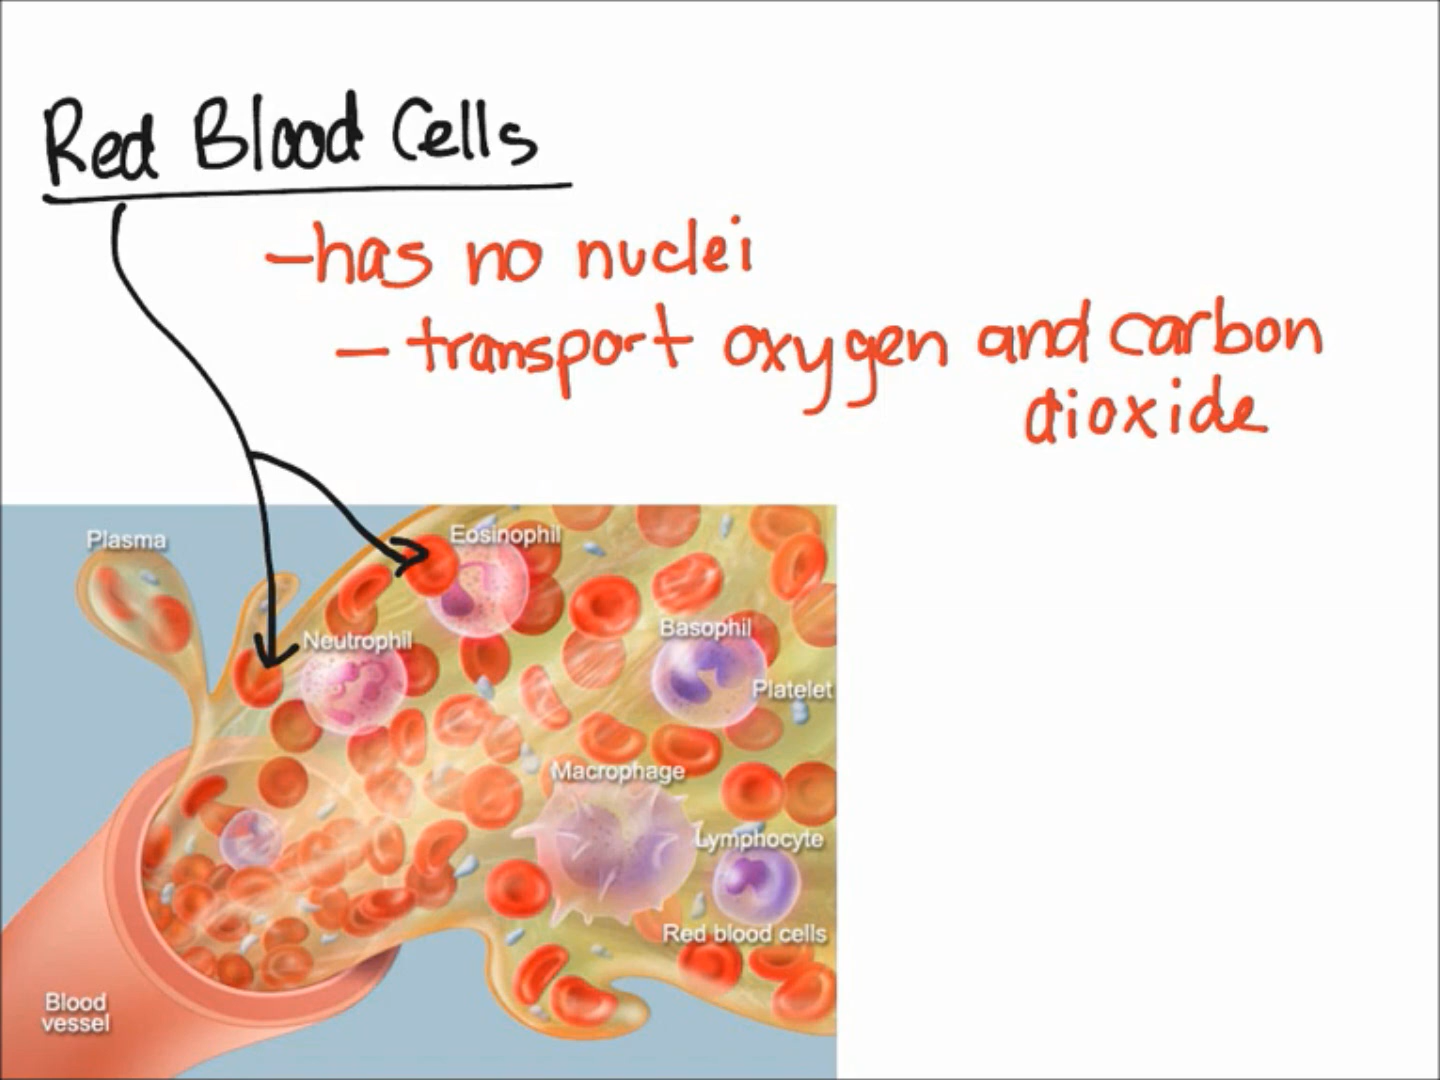 Red Blood Cells
-has no nuclei
- transport oxygen and carbon
dioxide
Plasma
Eosinophil
Neutrophil
Basophil
Platelet
Macrophage
Lymphocyte
Red blood cells
Blood
vessel